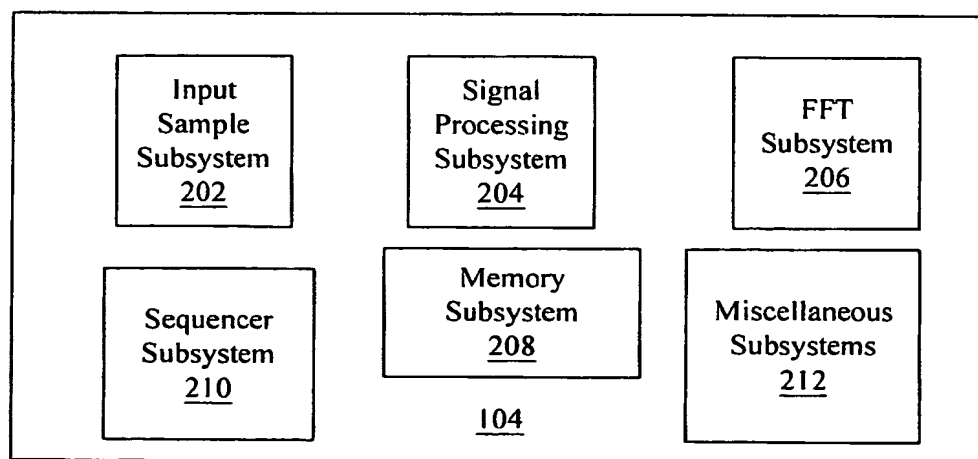 Input
Sample
Subsystem
202
Signal
Processing
Subsystem
204
FFT
Subsystem
206
Sequencer
Subsystem
210
Memory
Subsystem
208
Miscellaneous
Subsystems
212
104